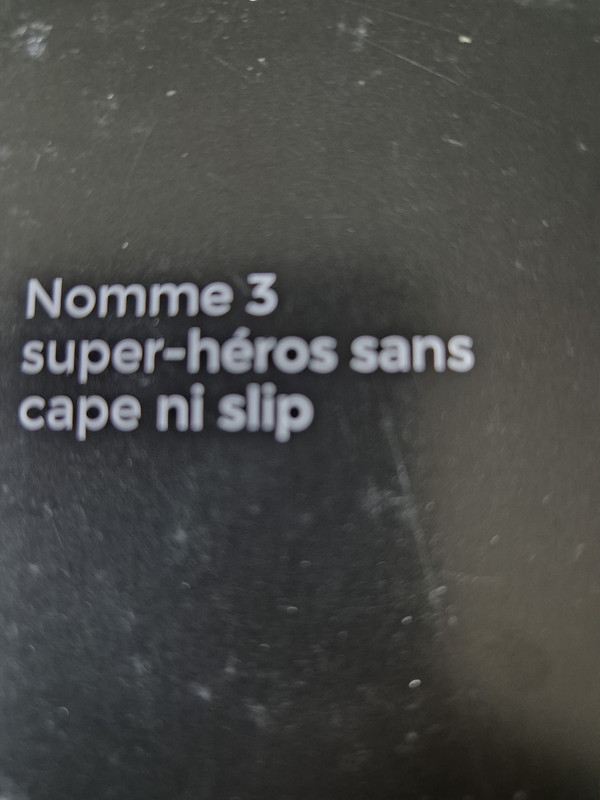 Nomme 3
super-héros sans
cape ni slip